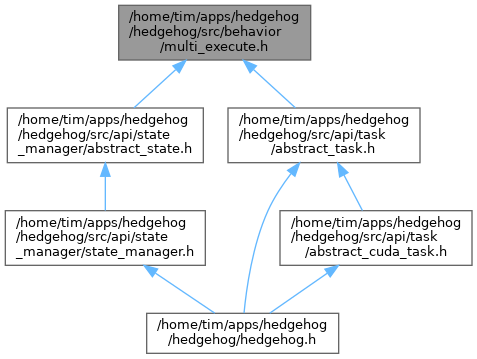 /home/tim/apps/hedgehog
/hedgehog/src/behavior
/multi_execute.h
/home/tim/apps/hedgehog
/hedgehog/src/api/state
_manager/abstract_state.h
/home/tim/apps/hedgehog
/hedgehog/src/api/task
/abstract_task.h
/home/tim/apps/hedgehog
/hedgehog/src/api/state
_manager/state_manager.h
/home/tim/apps/hedgehog
/hedgehog/src/api/task
/abstract_cuda_task.h
/home/tim/apps/hedgehog
/hedgehog/hedgehog.h